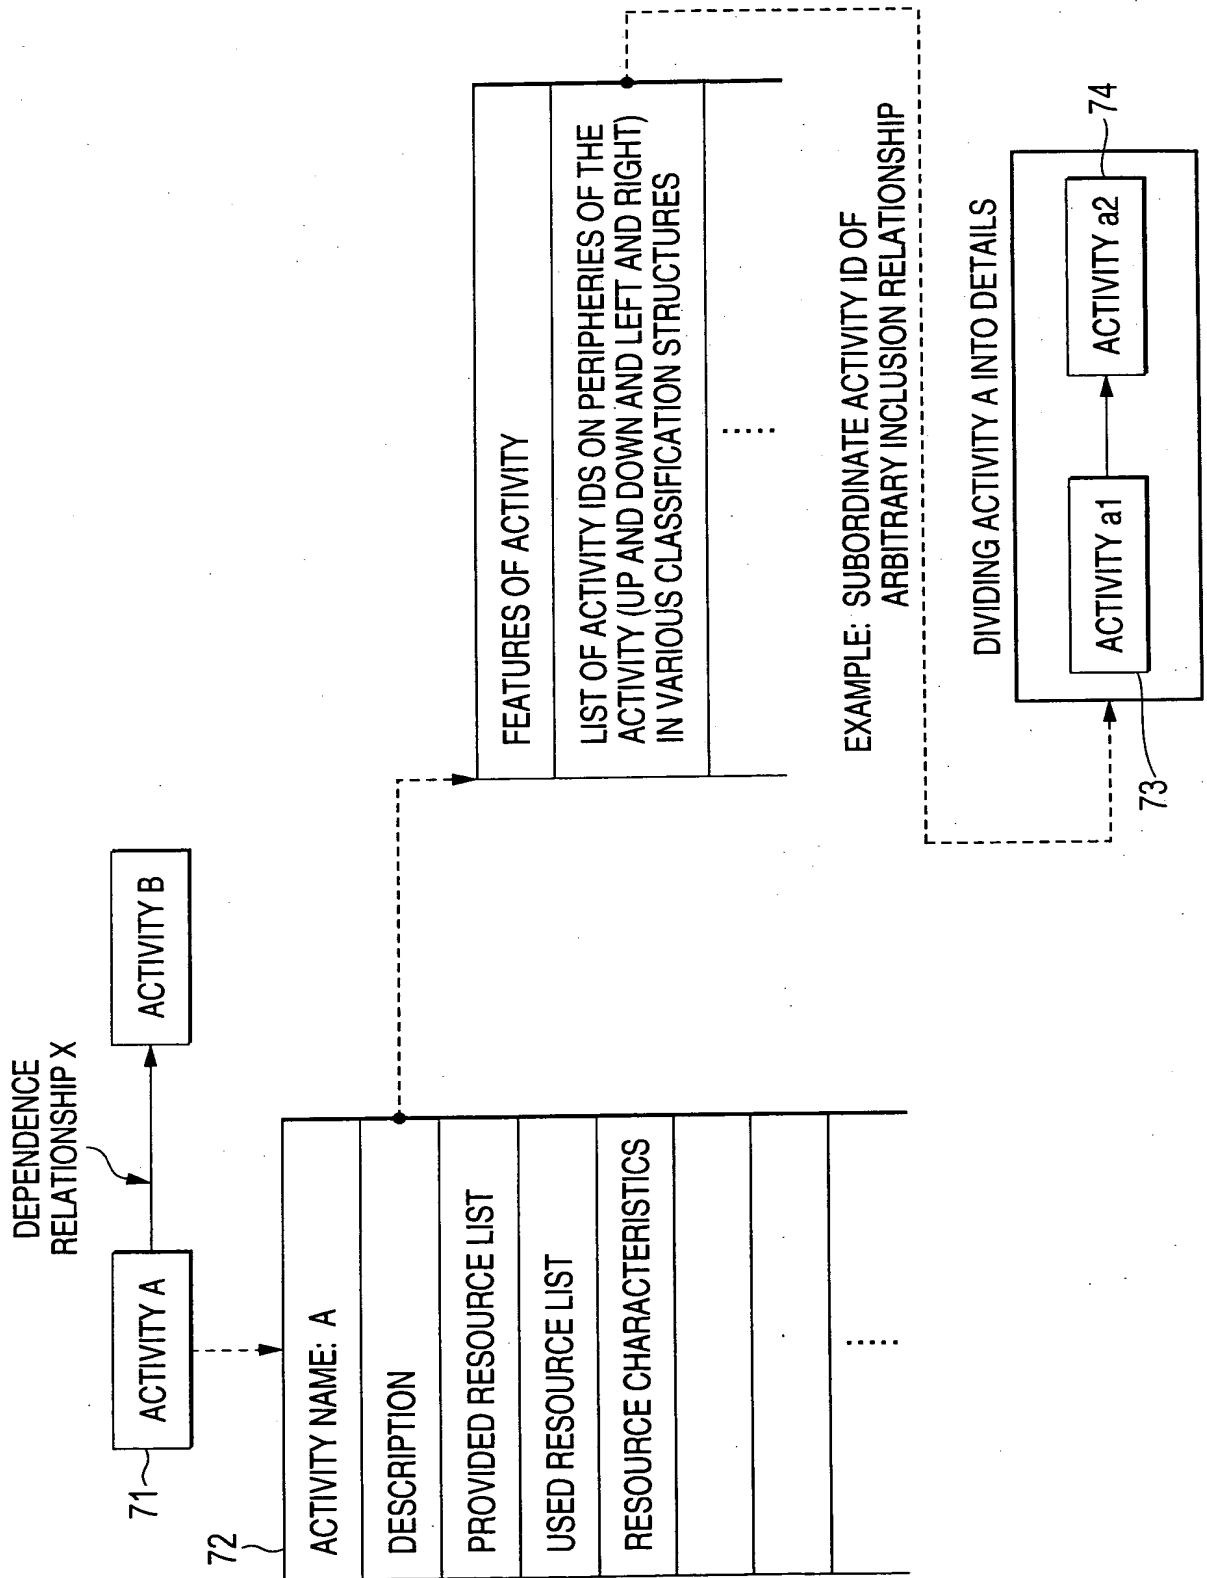 DEPENDENCE
RELATIONSHIP X
71
ACTIVITY A
ACTIVITY B
72
ACTIVITY NAME: A
DESCRIPTION
PROVIDED RESOURCE LIST
USED RESOURCE LIST
RESOURCE CHARACTERISTICS
......
FEATURES OF ACTIVITY
LIST OF ACTIVITY IDS ON PERIPHERIES OF THE
ACTIVITY (UP AND DOWN AND LEFT AND RIGHT)
IN VARIOUS CLASSIFICATION STRUCTURES
......
EXAMPLE: SUBORDINATE ACTIVITY ID OF
ARBITRARY INCLUSION RELATIONSHIP
DIVIDING ACTIVITY A INTO DETAILS
ACTIVITY a1
ACTIVITY a2
73
74